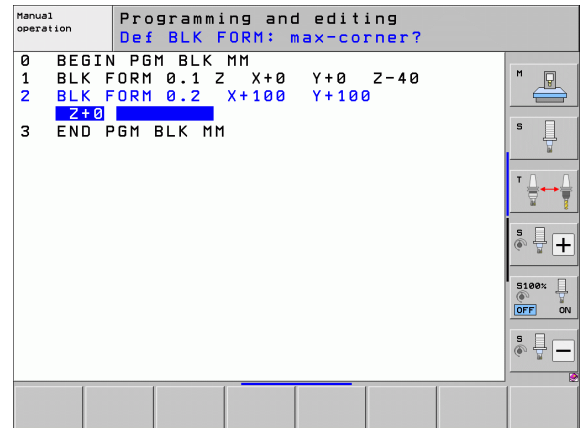 Manual
operation
Programming and editing
Def BLK FORM: max-corner?
0 BEGIN PGM BLK MM
1 BLK FORM 0.1 Z X+0 Y+0 Z-40
2 BLK FORM 0.2 X+100 Y+100
Z+0
3 END PGM BLK MM
M
S
T
S
+
S100%
OFF ON
S
−